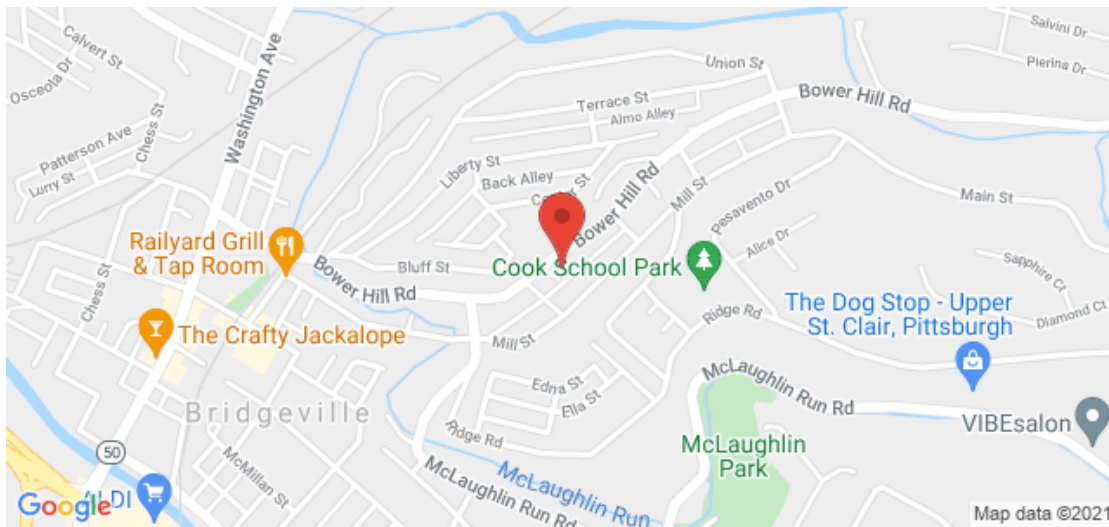 Calvert St
Osceola Dr
Chess St
Patterson Ave
Lurry St
Washington Ave
Salvini Dr
Pierina Dr
Union St
Bower Hill Rd
Terrace St
Almo Alley
Liberty St
Back Alley
Bower Hill Rd
Mill St
Pesavento Dr
Alice Dr
Main St
Railyard Grill
& Tap Room
Bluff St
Bower Hill Rd
Cook School Park
Sapphire Ct
Diamond Ct
Chess St
The Crafty Jackalope
Mill St
Ridge Rd
The Dog Stop - Upper
St. Clair, Pittsburgh
McLaughlin Run Rd
Edna St
Ella St
Bridgeville
Ridge Rd
VIBEsalon
McLaughlin
Park
50
McMillan St
McLaughlin Run Rd
McLaughlin Run
Google
Map data ©2021